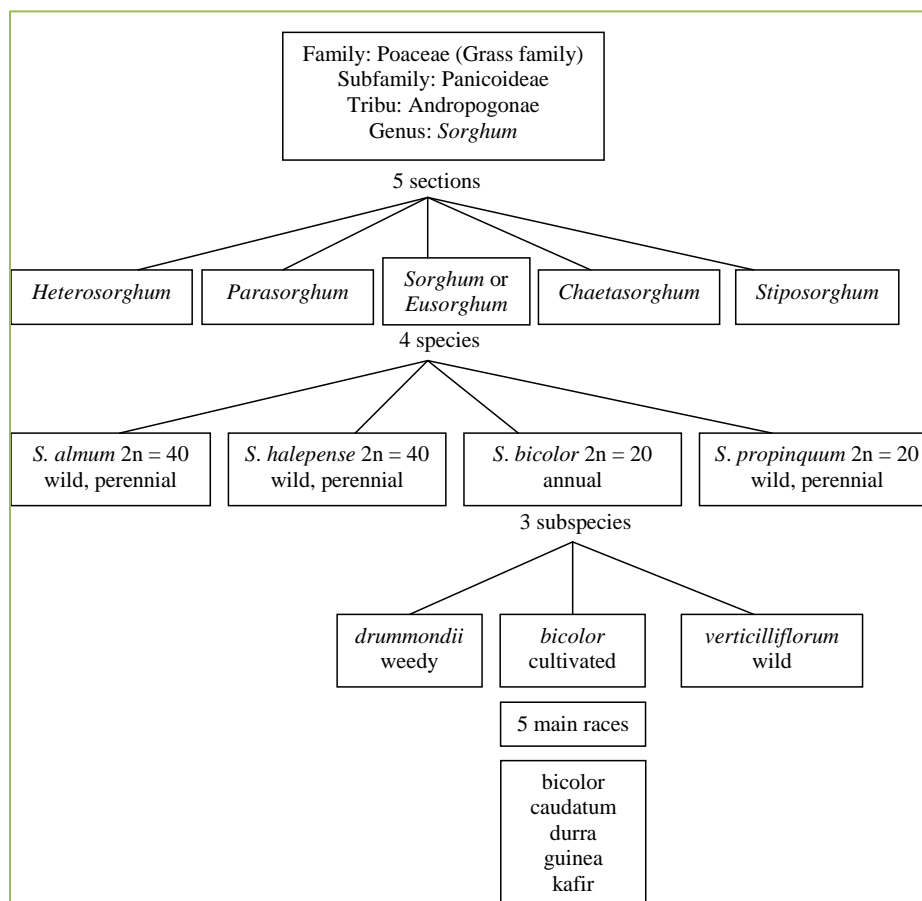 Family: Poaceae (Grass family)
Subfamily: Panicoideae
Tribu: Andropogonae
Genus: Sorghum
5 sections
Heterosorghum
Parasorghum
Sorghum or
Eusorghum
Chaetasorghum
Stiposorghum
4 species
S. almum 2n = 40
wild, perennial
S. halepense 2n = 40
wild, perennial
S. bicolor 2n = 20
annual
S. propinquum 2n = 20
wild, perennial
3 subspecies
drummondii
weedy
bicolor
cultivated
verticilliflorum
wild
5 main races
bicolor
caudatum
durra
guinea
kafir